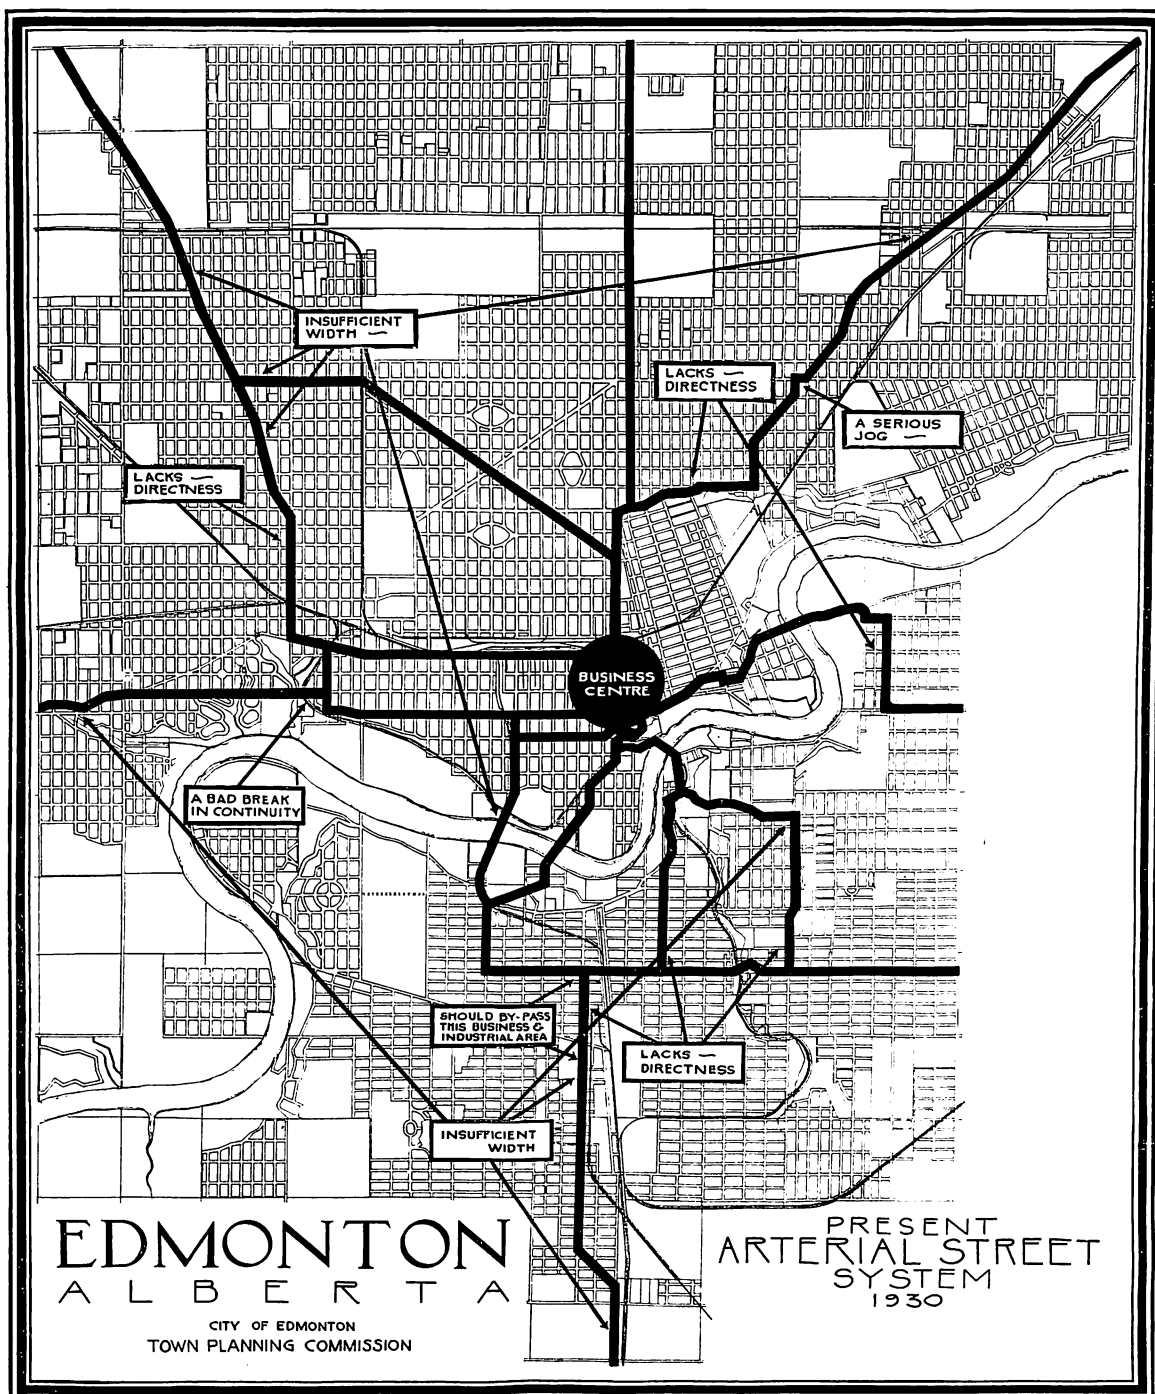 INSUFFICIENT
WIDTH —
LACKS —
DIRECTNESS
A SERIOUS
JOG —
LACKS —
DIRECTNESS
BUSINESS
CENTRE
A BAD BREAK
IN CONTINUITY
SHOULD BY-PASS
THIS BUSINESS &
INDUSTRIAL AREA
LACKS —
DIRECTNESS
INSUFFICIENT
WIDTH
EDMONTON
ALBERTA
CITY OF EDMONTON
TOWN PLANNING COMMISSION
PRESENT
ARTERIAL STREET
SYSTEM
1930